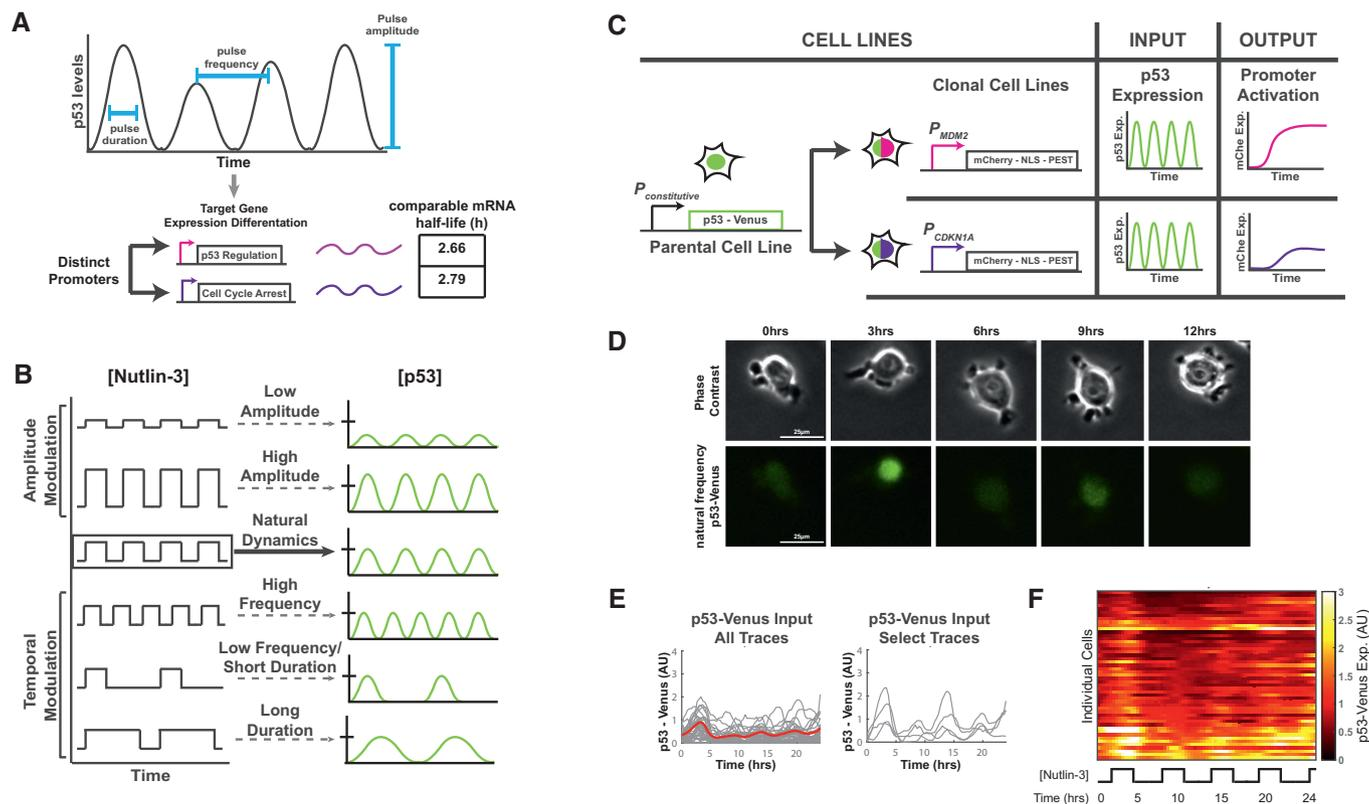 A
p53 levels
pulse
duration
pulse
frequency
Pulse
amplitude
Time
Target Gene
Expression Differentation
comparable mRNA
half-life (h)
Distinct
Promoters
p53 Regulation
2.66
Cell Cycle Arrest
2.79
B
[Nutlin-3]
[p53]
Amplitude
Modulation
Low
Amplitude
High
Amplitude
Natural
Dynamics
Temporal
Modulation
High
Frequency
Low Frequency/
Short Duration
Long
Duration
Time
C
CELL LINES
INPUT
OUTPUT
Clonal Cell Lines
p53
Expression
Promoter
Activation
Pconstitutive
p53 - Venus
Parental Cell Line
PMDM2
mCherry - NLS - PEST
p53 Exp.
Time
mChe Exp.
Time
PCDKN1A
mCherry - NLS - PEST
p53 Exp.
Time
mChe Exp.
Time
D
0hrs
3hrs
6hrs
9hrs
12hrs
Phase
Contrast
25µm
natural frequency
p53-Venus
25µm
E
p53-Venus Input
All Traces
p53 - Venus (AU)
4
3
2
1
0
0
5
10
15
20
Time (hrs)
p53-Venus Input
Select Traces
p53 - Venus (AU)
4
3
2
1
0
0
5
10
15
20
Time (hrs)
F
Individual Cells
3
2.5
2
1.5
1
0.5
0
p53-Venus Exp. (AU)
[Nutlin-3]
Time (hrs)
0
5
10
15
20
24